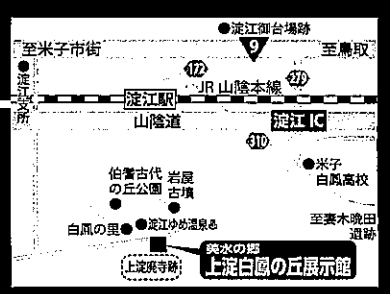 淀江御台場跡
至米子市街
9
至鳥取
淀江支所
172
JR 山陰本線
279
淀江駅
淀江 IC
山陰道
310
伯耆古代
の丘公園
岩屋
古墳
米子
白鳳高校
白鳳の里
淀江ゆめ温泉
至妻木晩田
遺跡
上淀廃寺跡
美水の郷
上淀白鳳の丘展示館